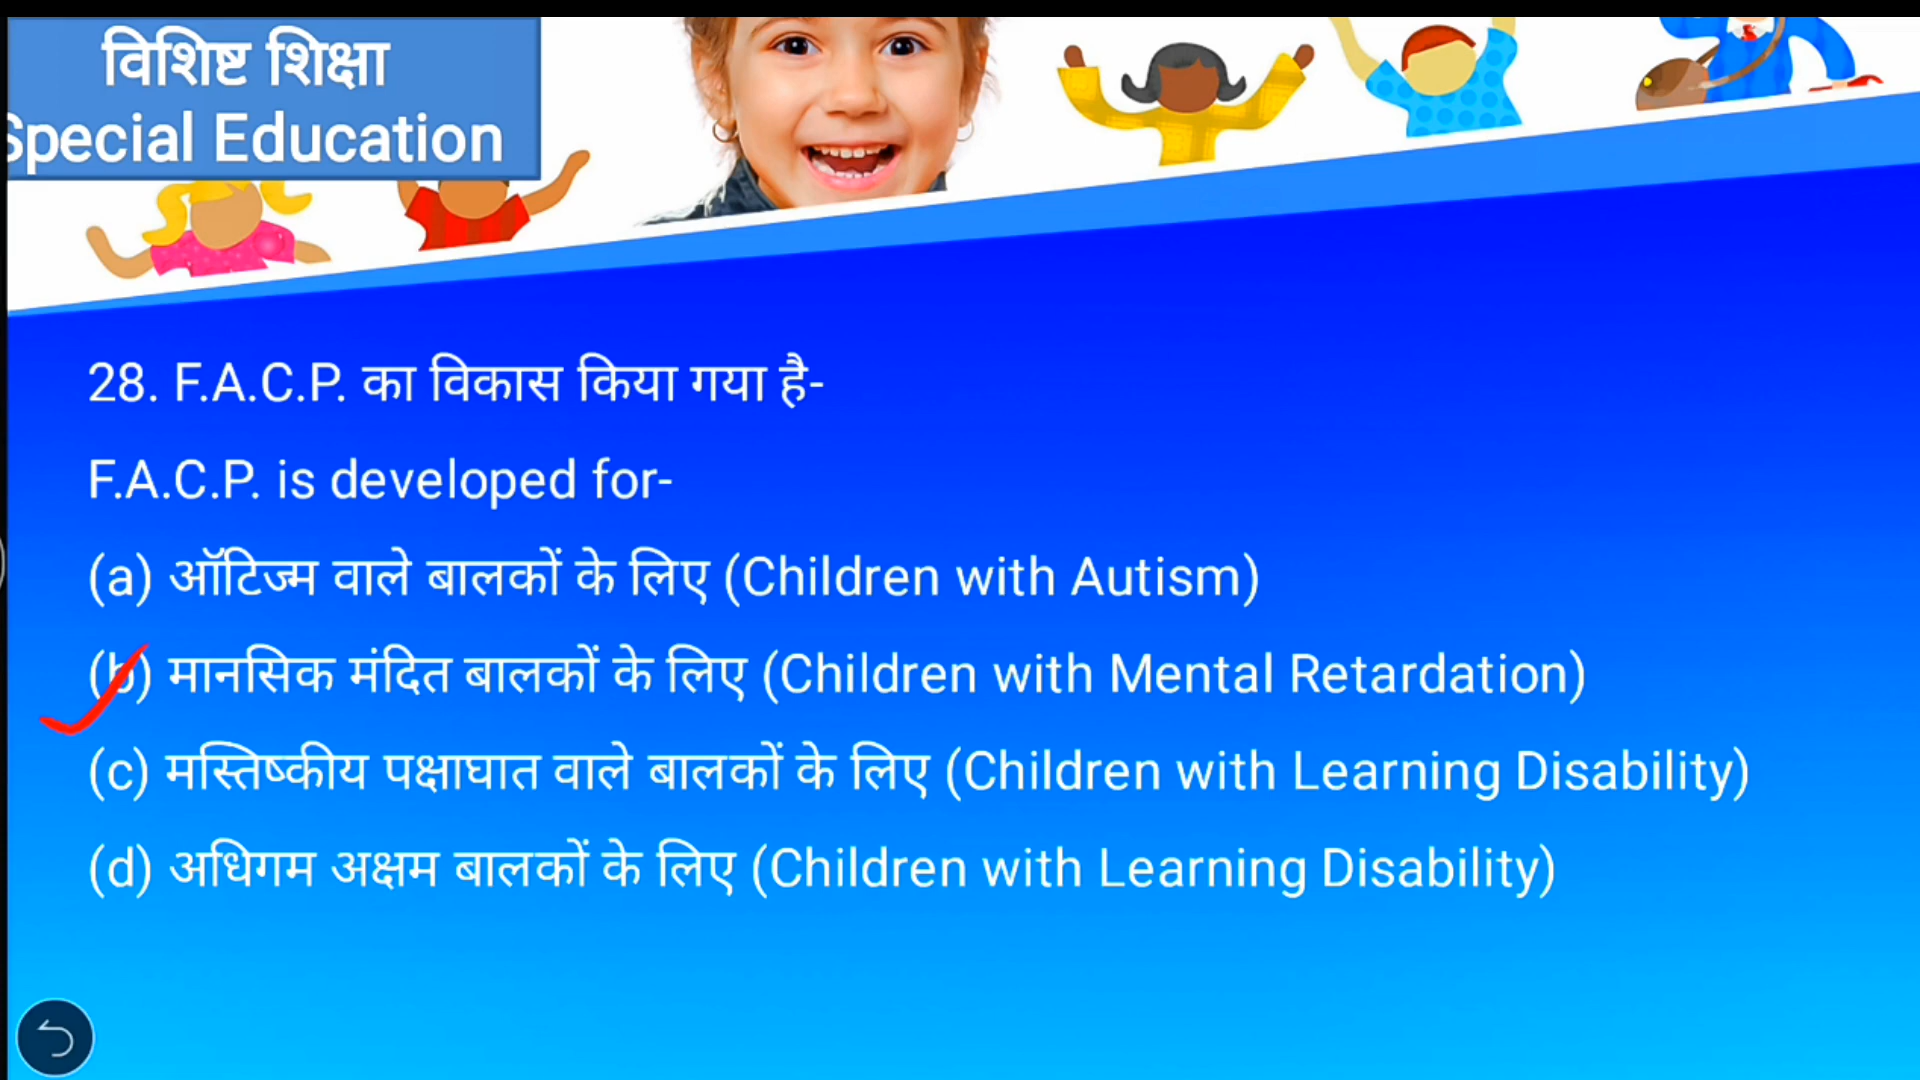 विशिष्ट शिक्षा
Special Education
28. F.A.C.P. का विकास किया गया है-
F.A.C.P. is developed for-
(a) ऑटिज्म वाले बालकों के लिए (Children with Autism)
(b) मानसिक मंदित बालकों के लिए (Children with Mental Retardation)
(c) मस्तिष्कीय पक्षाघात वाले बालकों के लिए (Children with Learning Disability)
(d) अधिगम अक्षम बालकों के लिए (Children with Learning Disability)